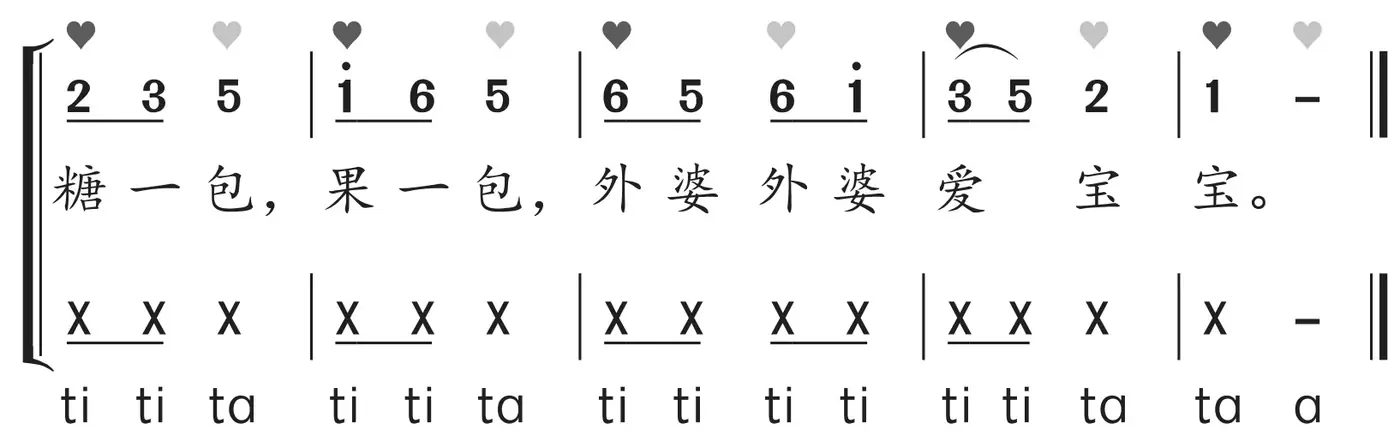 2 3 5 | i 6 5 | 6 5 6 i | 3 5 2 | 1 – ‖
糖一包，果一包，外婆外婆爱宝宝。
X X X | X X X | X X X X | X X X | X – ‖
ti ti ta ti ti ta ti ti ti ti ti ti ta ta a